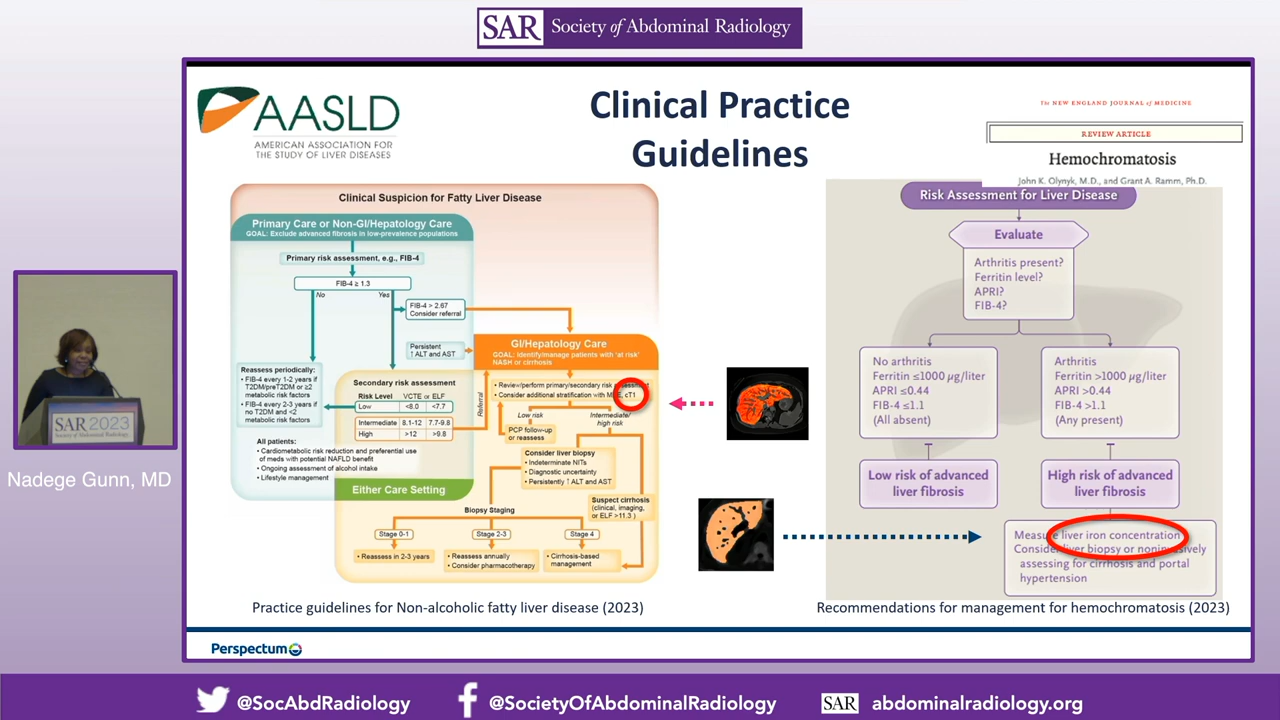 SAR Society of Abdominal Radiology
AASLD
AMERICAN ASSOCIATION FOR
THE STUDY OF LIVER DISEASES
Clinical Practice
Guidelines
The NEW ENGLAND JOURNAL of MEDICINE
REVIEW ARTICLE
Hemochromatosis
John K. Olynyk, M.D., and Grant A. Ramm, Ph.D.
Clinical Suspicion for Fatty Liver Disease
Primary Care or Non-GI/Hepatology Care
GOAL: Exclude advanced fibrosis in low-prevalence populations
Primary risk assessment, e.g., FIB-4
FIB-4 ≥ 1.3
No
Yes
FIB-4 > 2.67
Consider referral
Persistent
↑ ALT and AST
GI/Hepatology Care
GOAL: Identify/manage patients with 'at risk'
NASH or cirrhosis
Reassess periodically:
• FIB-4 every 1-2 years if
T2DM/preT2DM or ≥2
metabolic risk factors
• FIB-4 every 2-3 years if
no T2DM and <2
metabolic risk factors
Secondary risk assessment
Risk Level VCTE or ELF
Low <8.0 <7.7
Intermediate 8.1-12 7.7-9.8
High >12 >9.8
Referral
• Review/perform primary/secondary risk assessment
• Consider additional stratification with MRE, cT1
Low risk
Intermediate/
high risk
PCP follow-up
or reassess
Consider liver biopsy
• Indeterminate NITs
• Diagnostic uncertainty
• Persistently ↑ ALT and AST
All patients:
• Cardiometabolic risk reduction and preferential use
of meds with potential NAFLD benefit
• Ongoing assessment of alcohol intake
• Lifestyle management
Either Care Setting
Suspect cirrhosis
(clinical, imaging,
or ELF >11.3 )
Biopsy Staging
Stage 0-1
Stage 2-3
Stage 4
• Reassess in 2-3 years
• Reassess annually
• Consider pharmacotherapy
• Cirrhosis-based
management
Practice guidelines for Non-alcoholic fatty liver disease (2023)
Risk Assessment for Liver Disease
Evaluate
Arthritis present?
Ferritin level?
APRI?
FIB-4?
No arthritis
Ferritin ≤1000 µg/liter
APRI ≤0.44
FIB-4 ≤1.1
(All absent)
Arthritis
Ferritin >1000 µg/liter
APRI >0.44
FIB-4 >1.1
(Any present)
Low risk of advanced
liver fibrosis
High risk of advanced
liver fibrosis
Measure liver iron concentration
Consider liver biopsy or noninvasively
assessing for cirrhosis and portal
hypertension
Recommendations for management for hemochromatosis (2023)
Perspectum
SAR 2023
Society of Abdominal Radiology
Nadege Gunn, MD
@SocAbdRadiology
@SocietyOfAbdominalRadiology
SAR abdominalradiology.org